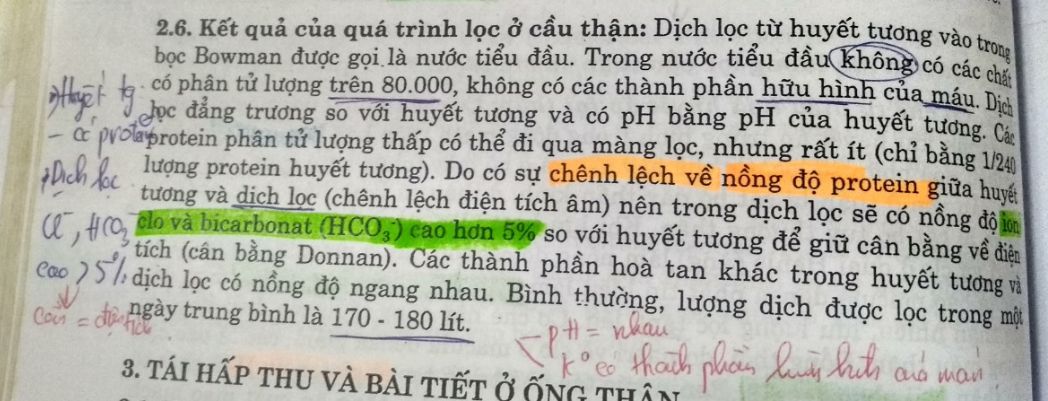 2.6. Kết quả của quá trình lọc ở cầu thận: Dịch lọc từ huyết tương vào trong
bọc Bowman được gọi là nước tiểu đầu. Trong nước tiểu đầu không có các chất
có phân tử lượng trên 80.000, không có các thành phần hữu hình của máu. Dịch
lọc đẳng trương so với huyết tương và có pH bằng pH của huyết tương. Các
protein phân tử lượng thấp có thể đi qua màng lọc, nhưng rất ít (chỉ bằng 1/240
lượng protein huyết tương). Do có sự chênh lệch về nồng độ protein giữa huyết
tương và dịch lọc (chênh lệch điện tích âm) nên trong dịch lọc sẽ có nồng độ ion
clo và bicarbonat (HCO₃⁻) cao hơn 5% so với huyết tương để giữ cân bằng về điện
tích (cân bằng Donnan). Các thành phần hoà tan khác trong huyết tương và
dịch lọc có nồng độ ngang nhau. Bình thường, lượng dịch được lọc trong một
ngày trung bình là 170 - 180 lít.
Huyết tg
Dịch lọc
Cl⁻, HCO₃⁻
cao > 5%
- pH = nhau
- K° có thành phần hữu hình của máu
3. TÁI HẤP THU VÀ BÀI TIẾT Ở ỐNG THẬN